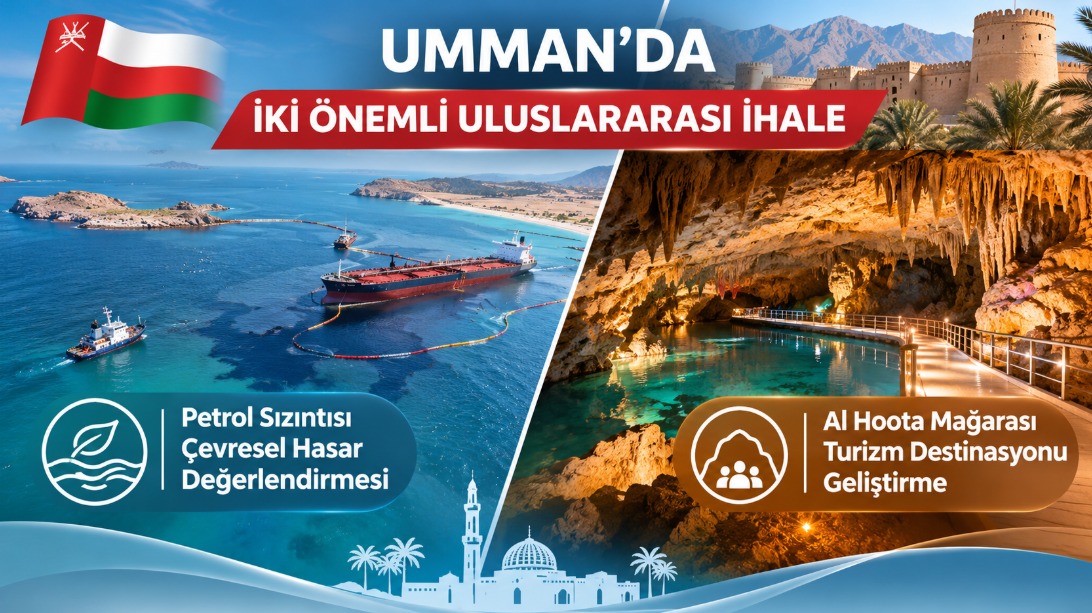 UMMAN'DA
İKİ ÖNEMLİ ULUSLARARASI İHALE
Petrol Sızıntısı
Çevresel Hasar
Değerlendirmesi
Al Hoota Mağarası
Turizm Destinasyonu
Geliştirme